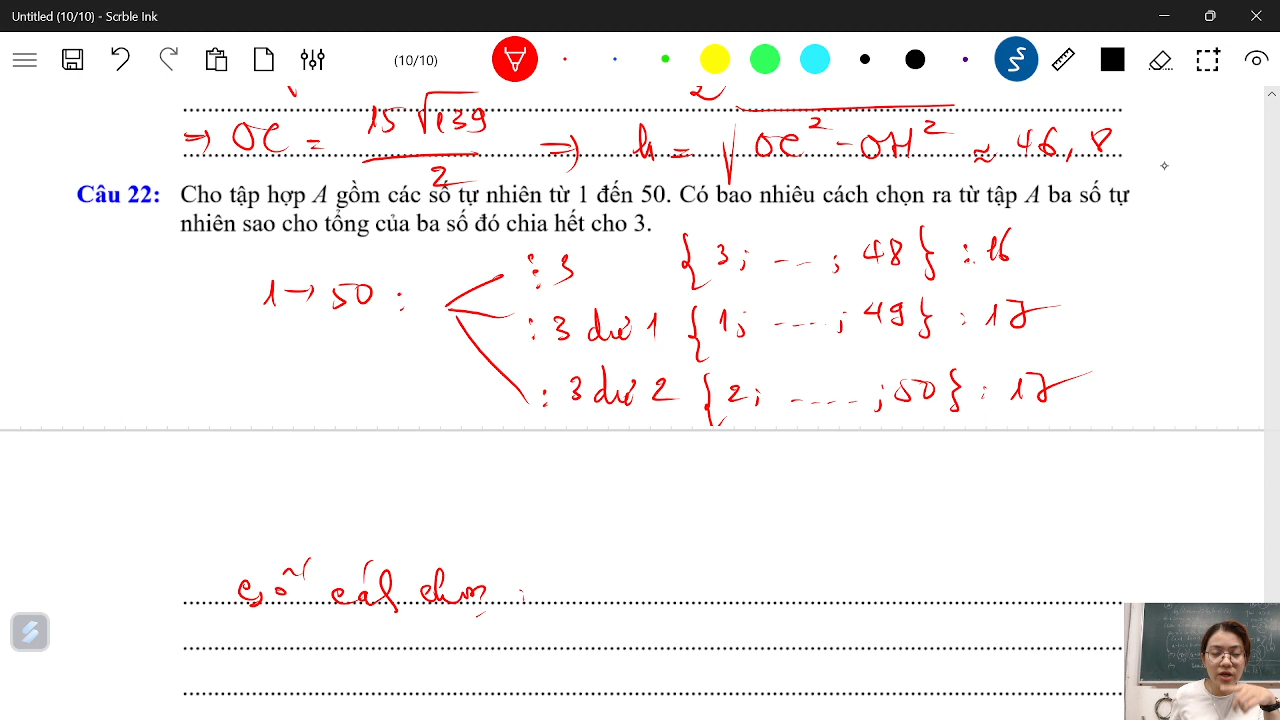 Untitled (10/10) - Scrble Ink
(10/10)
=> OC = 15√139 / 2 => h = √OC² - OH² ≈ 46,8
Câu 22: Cho tập hợp A gồm các số tự nhiên từ 1 đến 50. Có bao nhiêu cách chọn ra từ tập A ba số tự
nhiên sao cho tổng của ba số đó chia hết cho 3.
⋮ 3 {3; ...; 48} : 16
1 → 50 :
: 3 dư 1 {1; ....; 49} : 17
: 3 dư 2 {2; .....; 50} : 17
Số cách chọn :